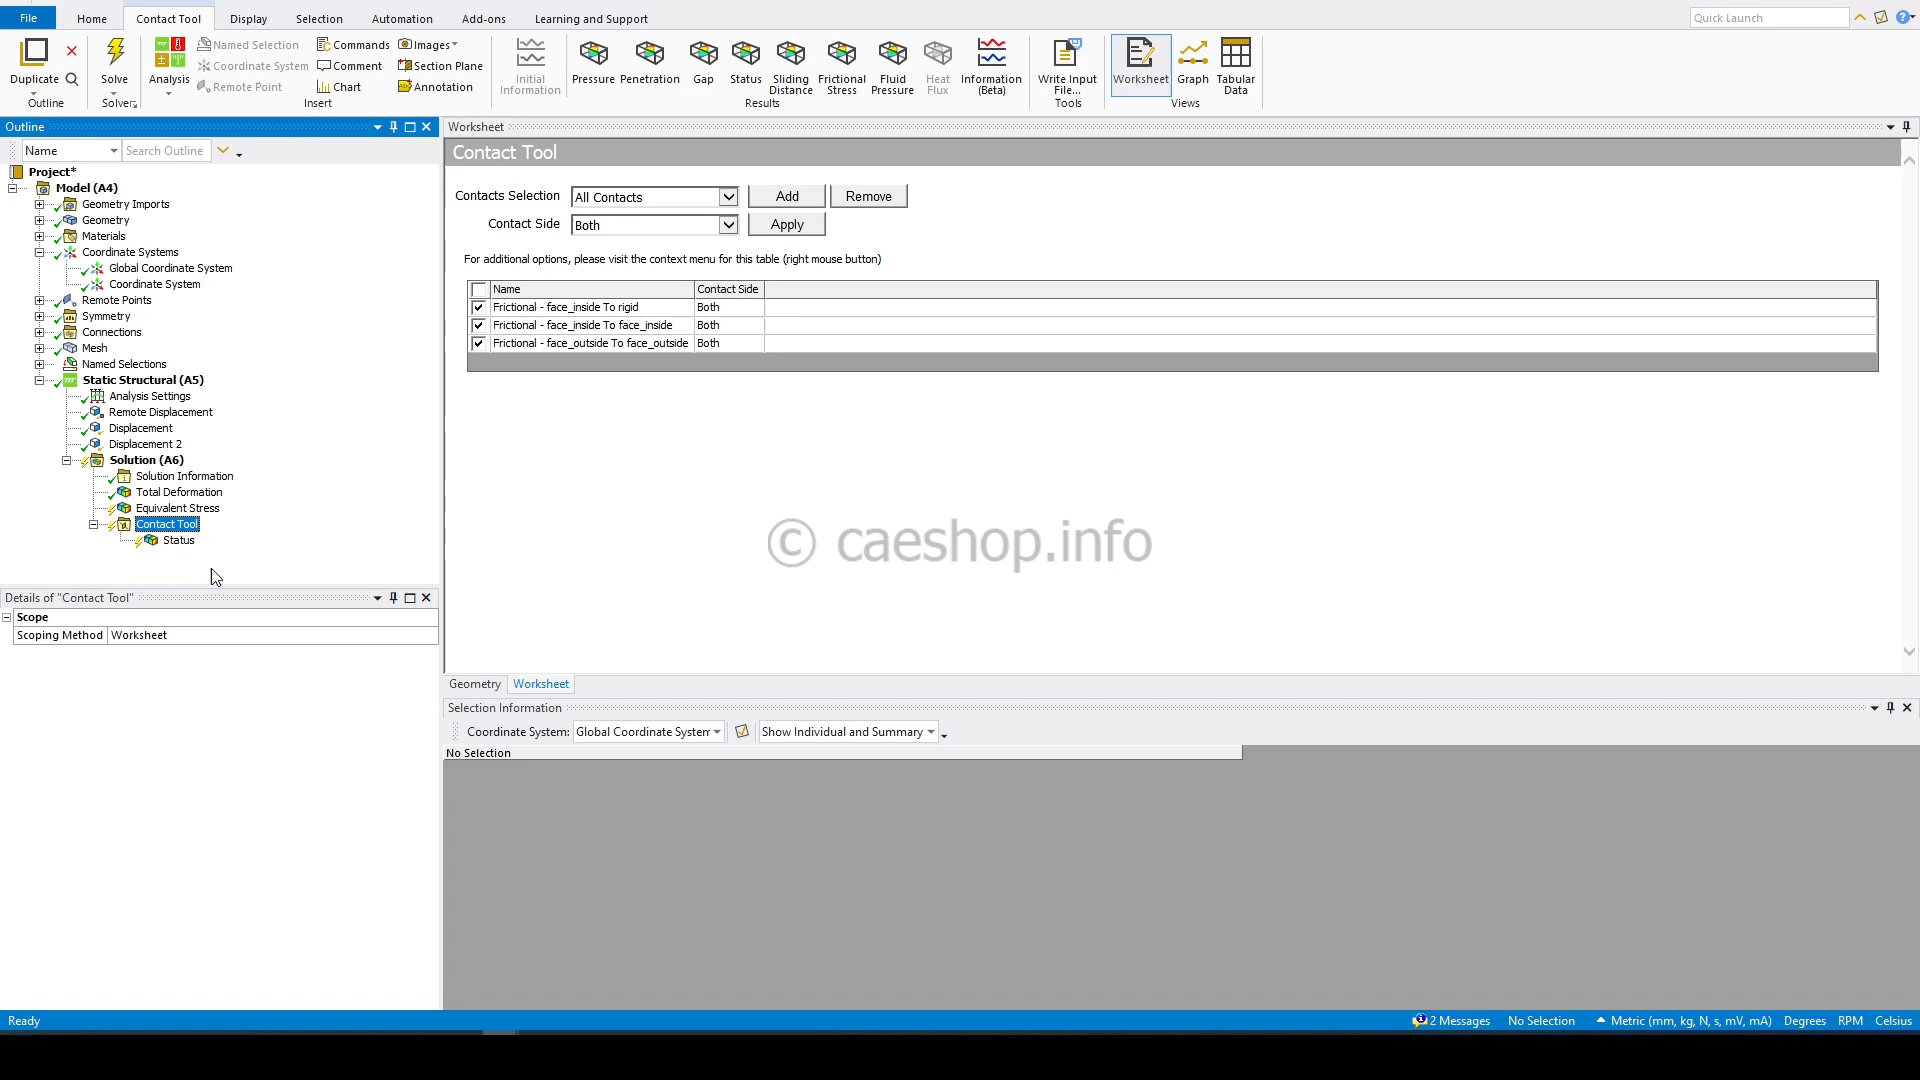 File
Home
Contact Tool
Display
Selection
Automation
Add-ons
Learning and Support
Quick Launch
Duplicate
Outline
Solve
Solver
Analysis
Named Selection
Coordinate System
Remote Point
Commands
Comment
Chart
Images
Section Plane
Annotation
Insert
Initial Information
Pressure
Penetration
Gap
Status
Sliding Distance
Frictional Stress
Fluid Pressure
Heat Flux
Information (Beta)
Results
Write Input File...
Tools
Worksheet
Graph
Tabular Data
Views
Outline
Name
Search Outline
Project*
Model (A4)
Geometry Imports
Geometry
Materials
Coordinate Systems
Global Coordinate System
Coordinate System
Remote Points
Symmetry
Connections
Mesh
Named Selections
Static Structural (A5)
Analysis Settings
Remote Displacement
Displacement
Displacement 2
Solution (A6)
Solution Information
Total Deformation
Equivalent Stress
Contact Tool
Status
Details of "Contact Tool"
Scope
Scoping Method Worksheet
Worksheet
Contact Tool
Contacts Selection All Contacts Add Remove
Contact Side Both Apply
For additional options, please visit the context menu for this table (right mouse button)
Name Contact Side
Frictional - face_inside To rigid Both
Frictional - face_inside To face_inside Both
Frictional - face_outside To face_outside Both
© caeshop.info
Geometry Worksheet
Selection Information
Coordinate System: Global Coordinate System Show Individual and Summary
No Selection
Ready
2 Messages No Selection Metric (mm, kg, N, s, mV, mA) Degrees RPM Celsius